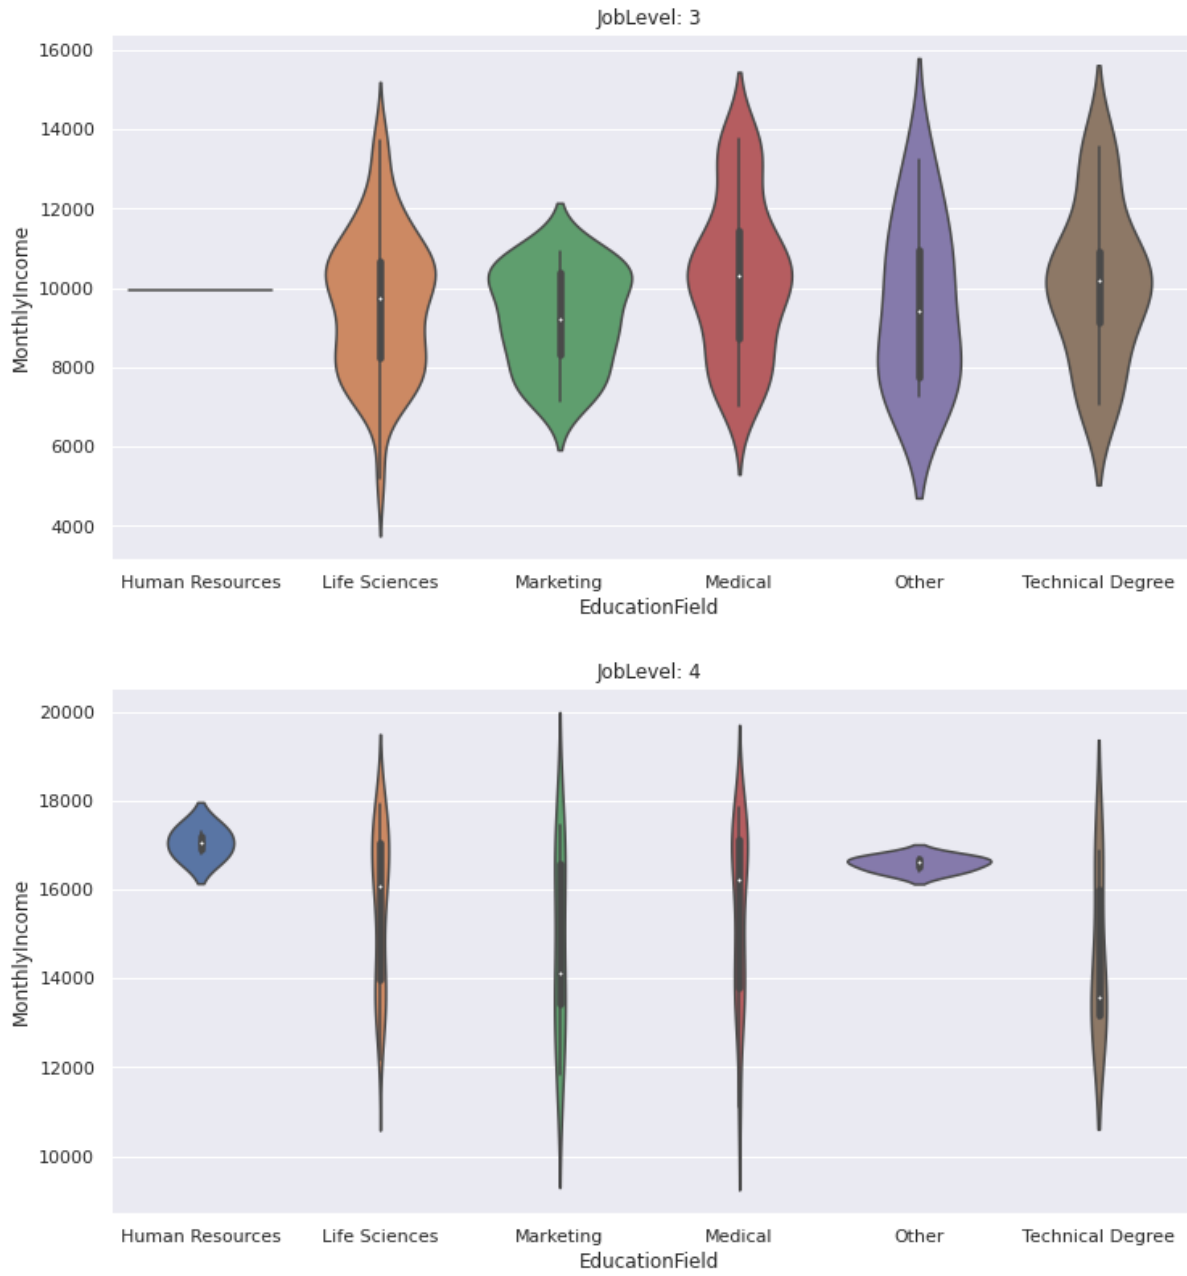 JobLevel: 3
16000
14000
12000
10000
8000
6000
4000
MonthlyIncome
Human Resources Life Sciences Marketing Medical Other Technical Degree
EducationField
JobLevel: 4
20000
18000
16000
14000
12000
10000
MonthlyIncome
Human Resources Life Sciences Marketing Medical Other Technical Degree
EducationField